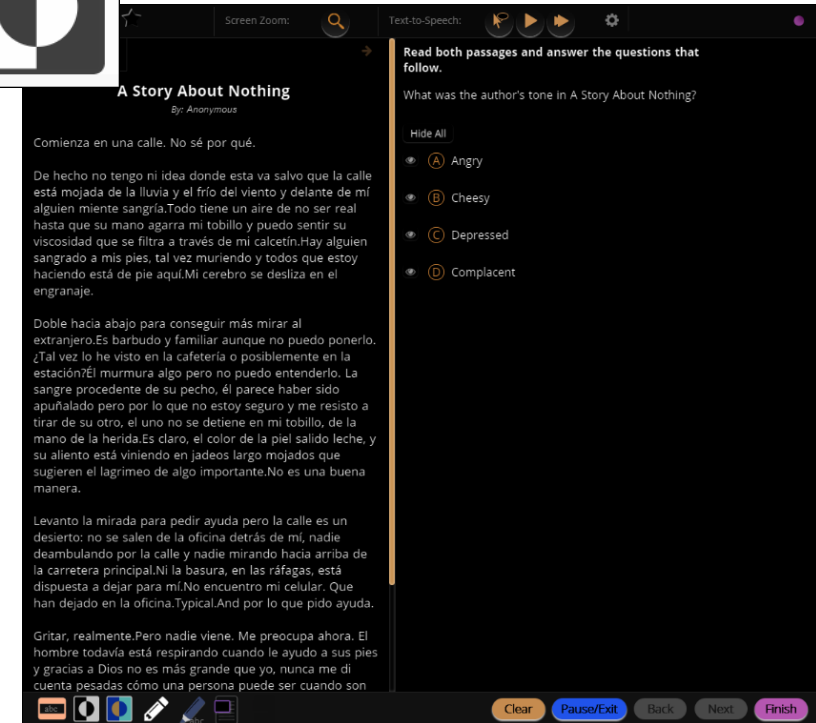 Screen Zoom:
Text-to-Speech:
A Story About Nothing
By: Anonymous
Comienza en una calle. No sé por qué.
De hecho no tengo ni idea donde esta va salvo que la calle
está mojada de la lluvia y el frío del viento y delante de mí
alguien miente sangría.Todo tiene un aire de no ser real
hasta que su mano agarra mi tobillo y puedo sentir su
viscosidad que se filtra a través de mi calcetín.Hay alguien
sangrado a mis pies, tal vez muriendo y todos que estoy
haciendo está de pie aquí.Mi cerebro se desliza en el
engranaje.
Doble hacia abajo para conseguir más mirar al
extranjero.Es barbudo y familiar aunque no puedo ponerlo.
¿Tal vez lo he visto en la cafetería o posiblemente en la
estación?Él murmura algo pero no puedo entenderlo. La
sangre procedente de su pecho, él parece haber sido
apuñalado pero por lo que no estoy seguro y me resisto a
tirar de su otro, el uno no se detiene en mi tobillo, de la
mano de la herida.Es claro, el color de la piel salido leche, y
su aliento está viniendo en jadeos largo mojados que
sugieren el lagrimeo de algo importante.No es una buena
manera.
Levanto la mirada para pedir ayuda pero la calle es un
desierto: no se salen de la oficina detrás de mí, nadie
deambulando por la calle y nadie mirando hacia arriba de
la carretera principal.Ni la basura, en las ráfagas, está
dispuesta a dejar para mí.No encuentro mi celular. Que
han dejado en la oficina.Typical.And por lo que pido ayuda.
Gritar, realmente.Pero nadie viene. Me preocupa ahora. El
hombre todavía está respirando cuando le ayudo a sus pies
y gracias a Dios no es más grande que yo, nunca me di
cuenta pesadas cómo una persona puede ser cuando son
Read both passages and answer the questions that
follow.
What was the author's tone in A Story About Nothing?
Hide All
A Angry
B Cheesy
C Depressed
D Complacent
abc
abc
Clear
Pause/Exit
Back
Next
Finish